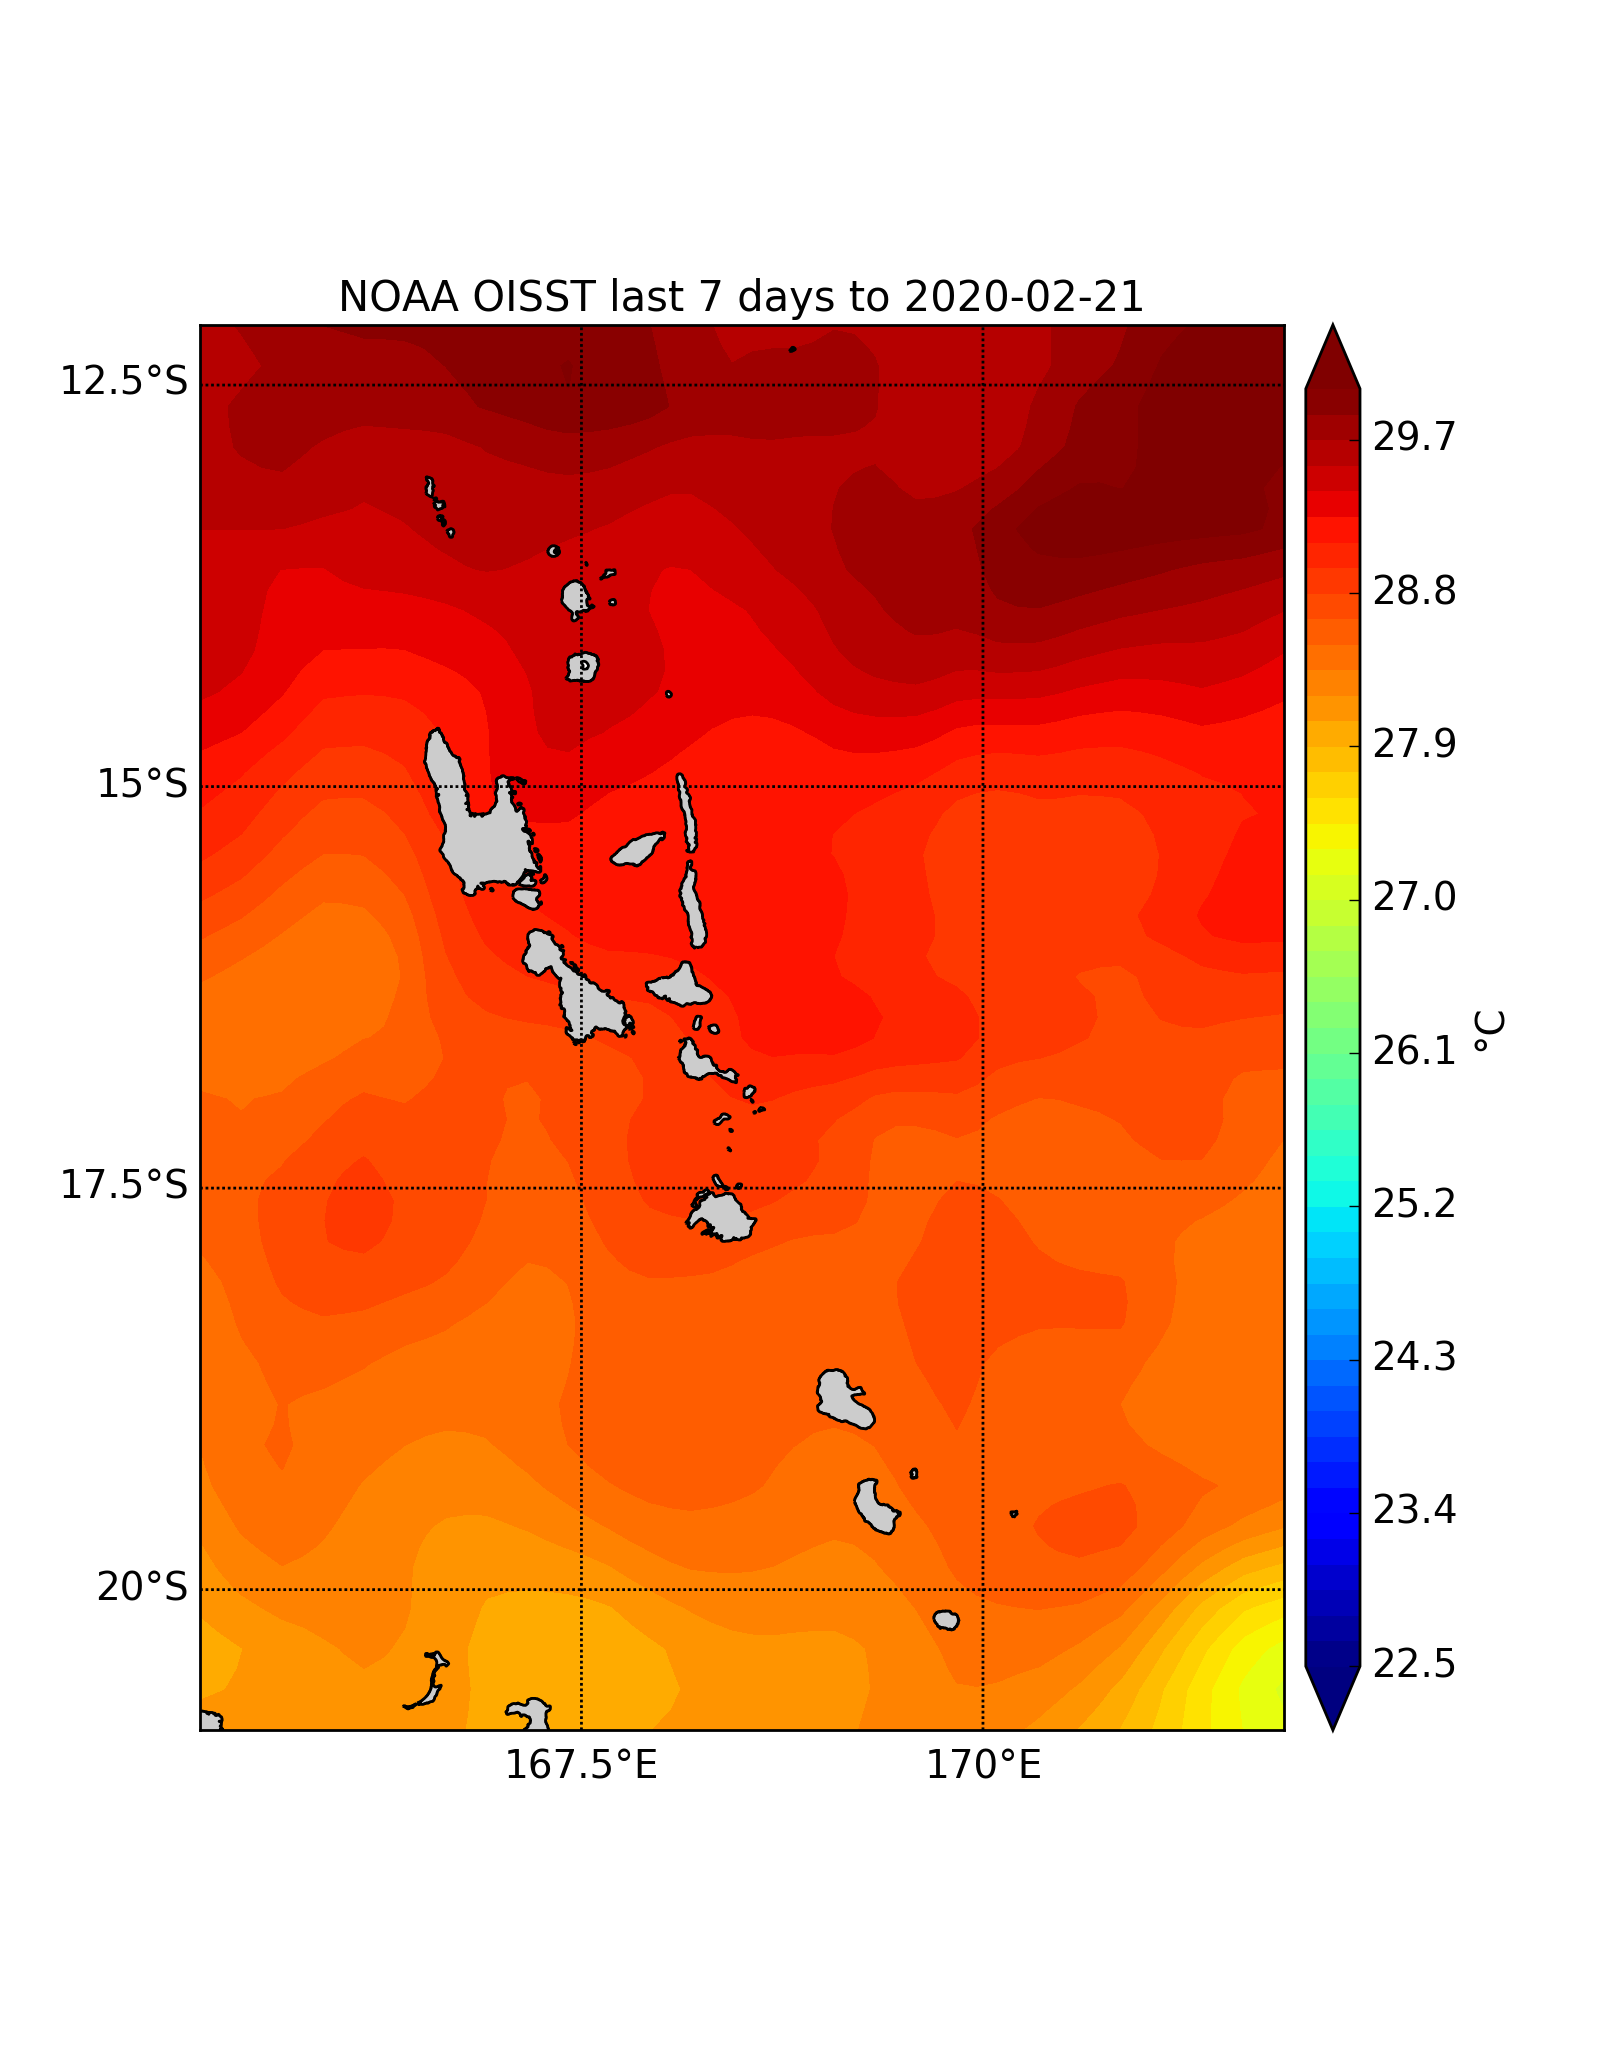 NOAA OISST last 7 days to 2020-02-21
12.5°S
15°S
17.5°S
20°S
167.5°E
170°E
29.7
28.8
27.9
27.0
26.1
25.2
24.3
23.4
22.5
°C